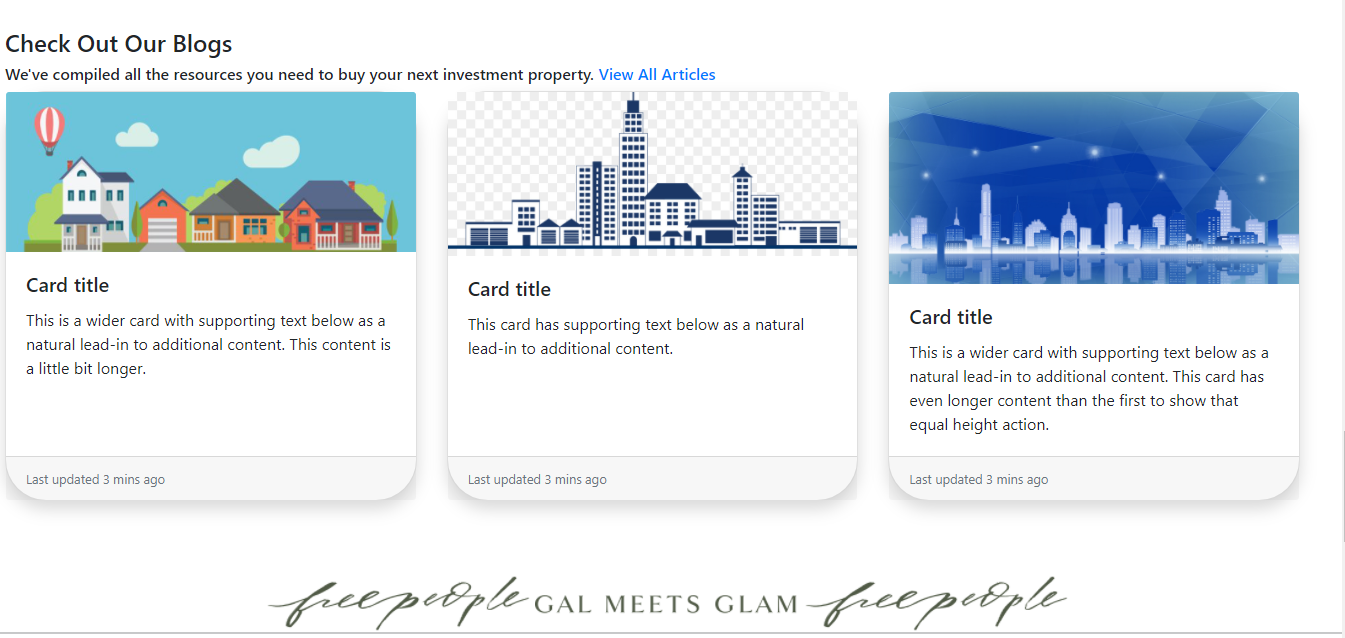 Check Out Our Blogs
We've compiled all the resources you need to buy your next investment property. View All Articles
Card title
This is a wider card with supporting text below as a
natural lead-in to additional content. This content is
a little bit longer.
Last updated 3 mins ago
Card title
This card has supporting text below as a natural
lead-in to additional content.
Last updated 3 mins ago
Card title
This is a wider card with supporting text below as a
natural lead-in to additional content. This card has
even longer content than the first to show that
equal height action.
Last updated 3 mins ago
free people GAL MEETS GLAM free people